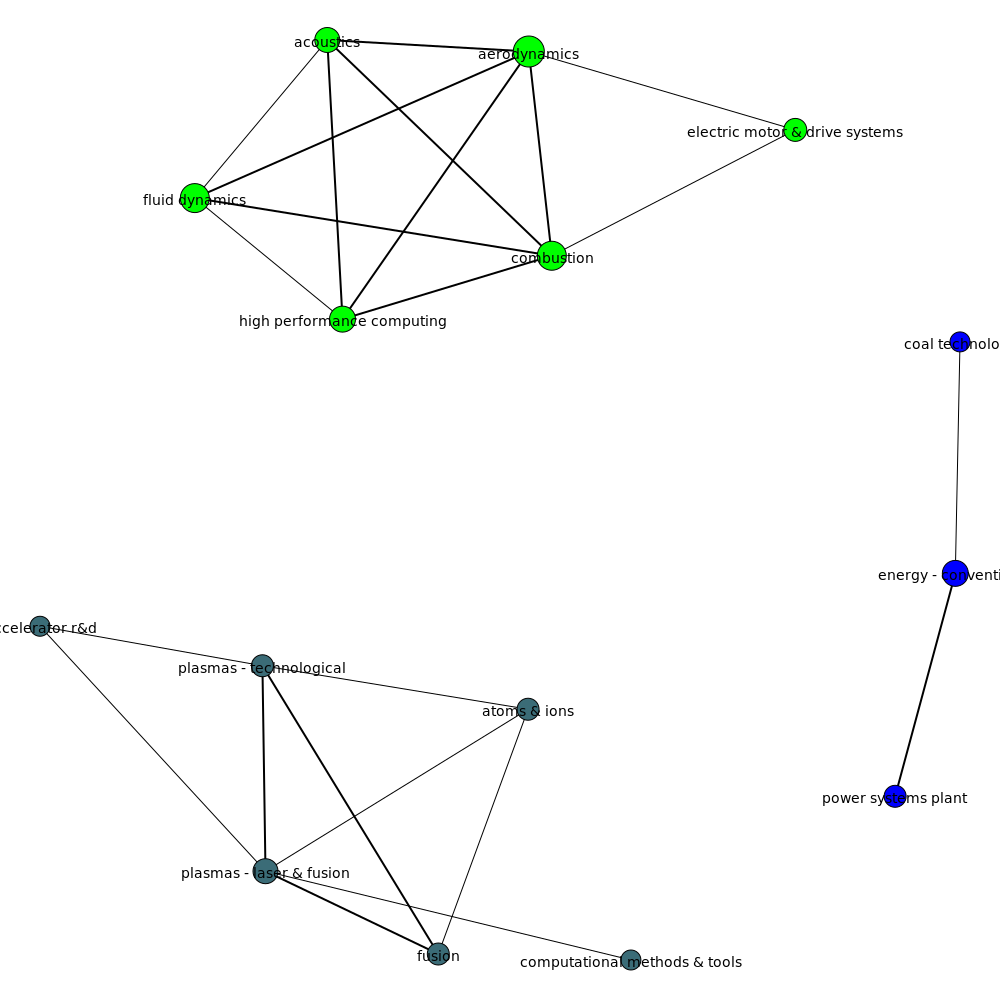 acoustics
aerodynamics
electric motor & drive systems
fluid dynamics
combustion
high performance computing
coal technolo
energy - conventi
ccelerator r&d
plasmas - technological
atoms & ions
power systems plant
plasmas - laser & fusion
fusion
computational methods & tools